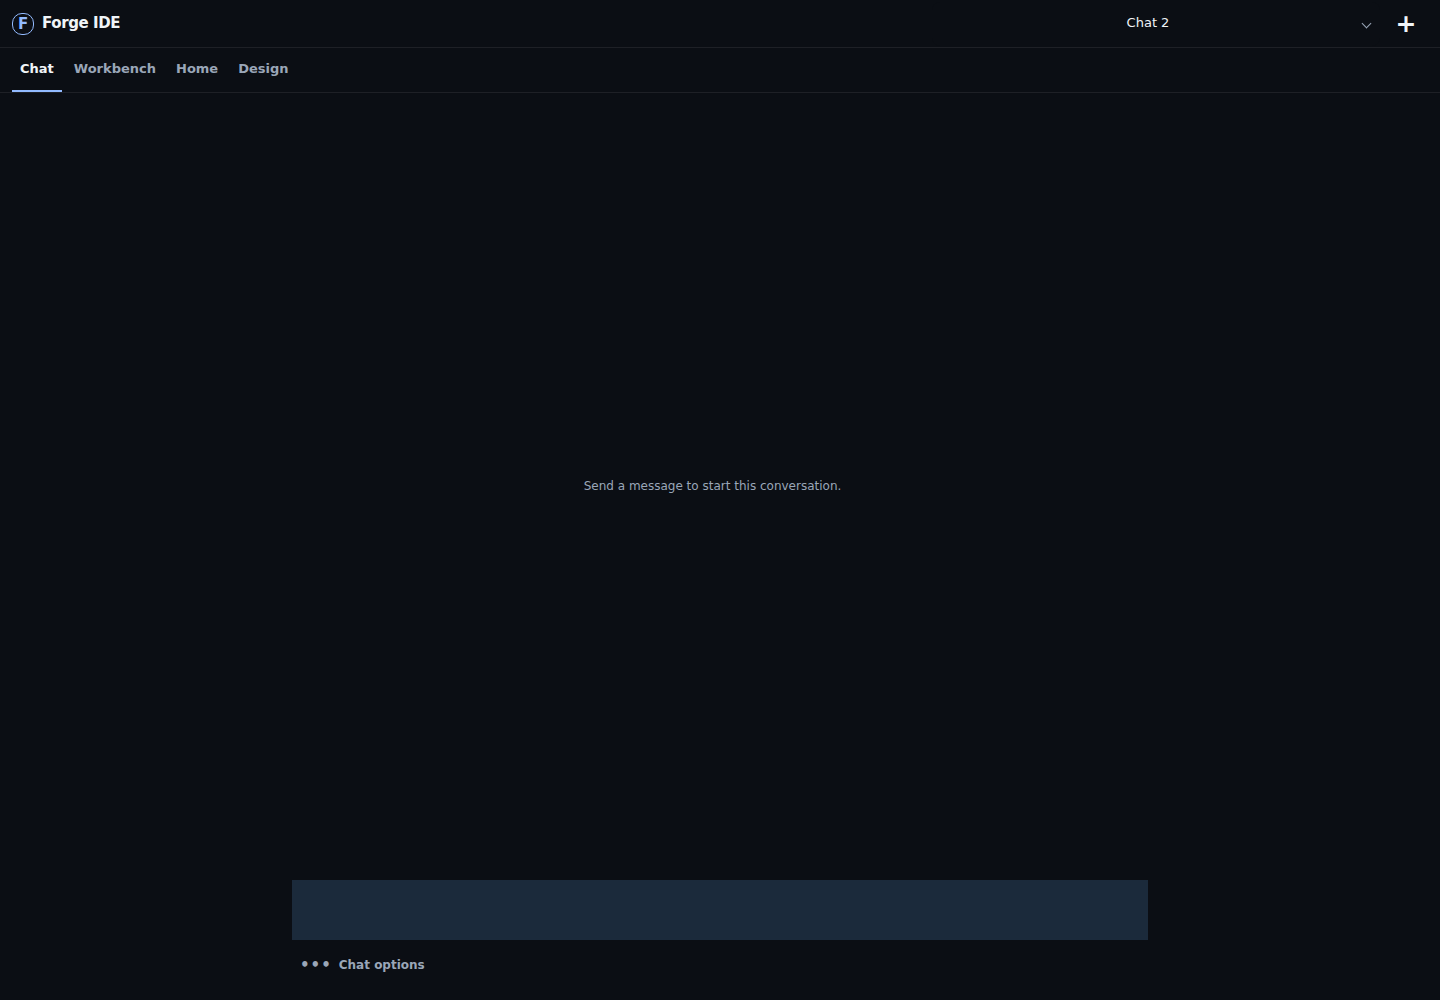 F Forge IDE
Chat 2
Chat Workbench Home Design
Send a message to start this conversation.
••• Chat options